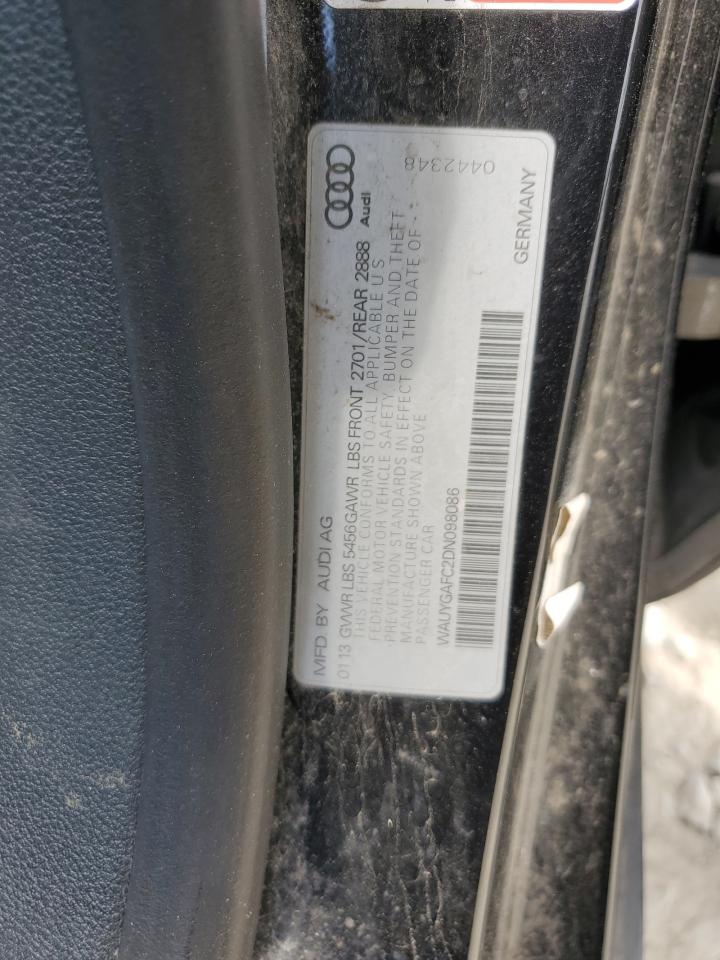 MFD BY AUDI AG
Audi
01 13 GVWR LBS 5456 GAWR LBS FRONT 2701/REAR 2888
THIS VEHICLE CONFORMS TO ALL APPLICABLE U S
FEDERAL MOTOR VEHICLE SAFETY, BUMPER AND THEFT
PREVENTION STANDARDS IN EFFECT ON THE DATE OF
MANUFACTURE SHOWN ABOVE
PASSENGER CAR
WAUYGAFC2DN098086
0442348
GERMANY